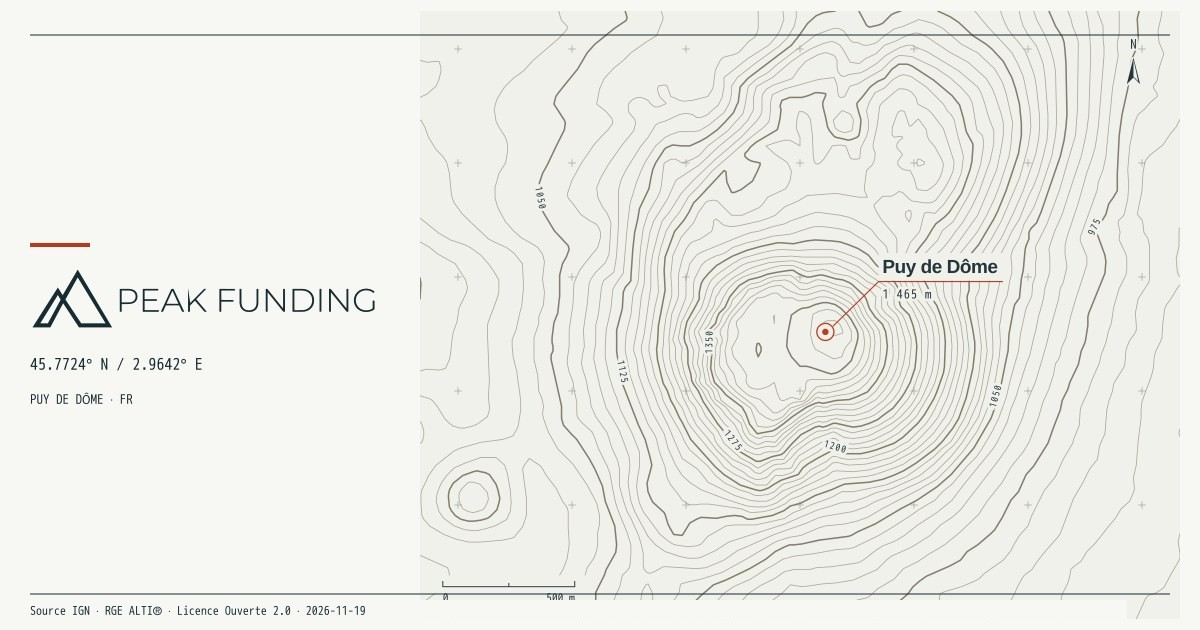 PEAK FUNDING
45.7724° N / 2.9642° E
PUY DE DÔME · FR
N
1050
975
Puy de Dôme
1 465 m
1350
1125
1050
1275
1200
0 500 m
Source IGN · RGE ALTI® · Licence Ouverte 2.0 · 2026-11-19